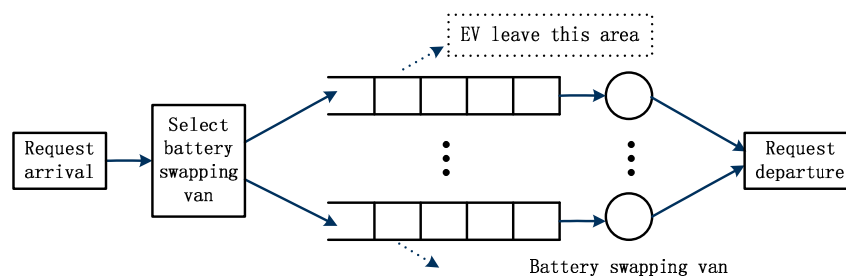 EV leave this area
Request
arrival
Select
battery
swapping
van
Request
departure
Battery swapping van